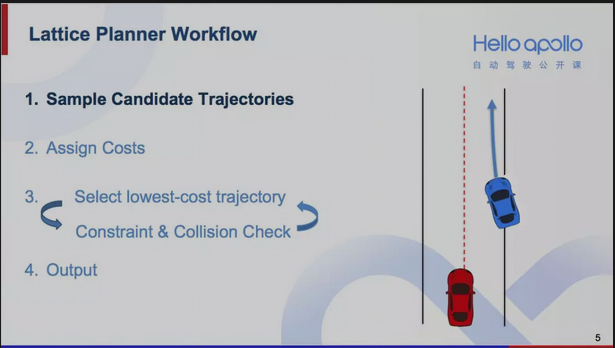 Lattice Planner Workflow
Hello apollo
自动驾驶公开课
1. Sample Candidate Trajectories
2. Assign Costs
3. Select lowest-cost trajectory
Constraint & Collision Check
4. Output
5